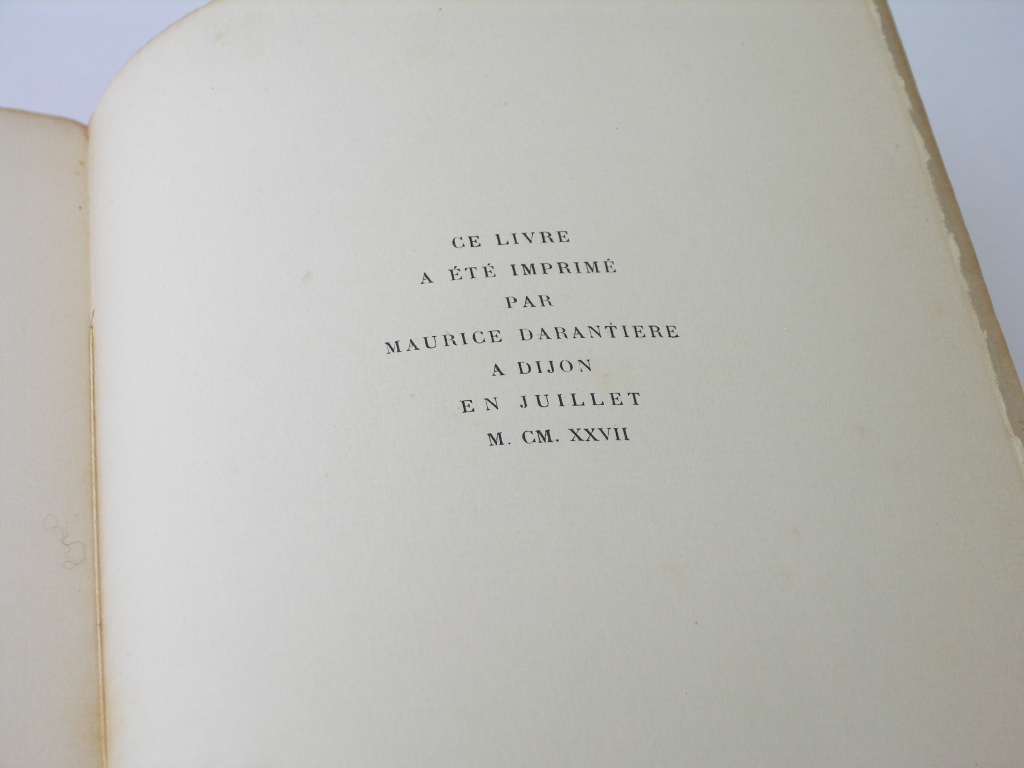 CE LIVRE
A ÉTÉ IMPRIMÉ
PAR
MAURICE DARANTIERE
A DIJON
EN JUILLET
M. CM. XXVII